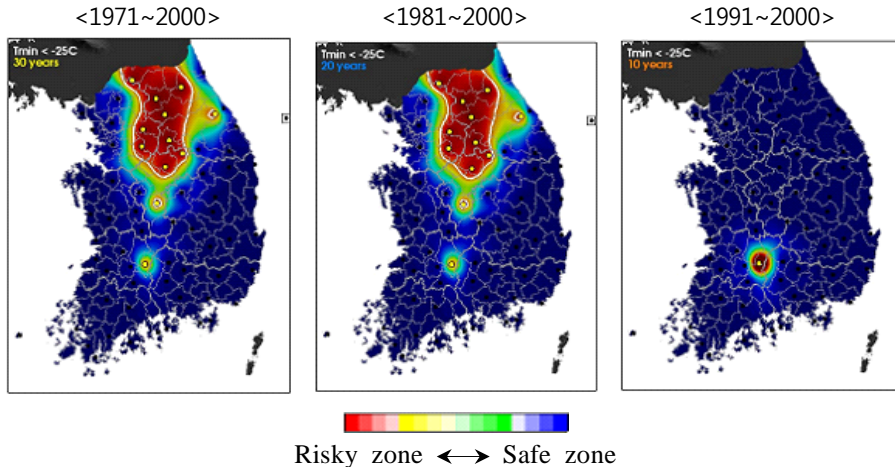 <1971~2000>
<1981~2000>
<1991~2000>
Tmin < -25C
30 years
Tmin < -25C
20 years
Tmin < -25C
10 years
Risky zone ⟷ Safe zone